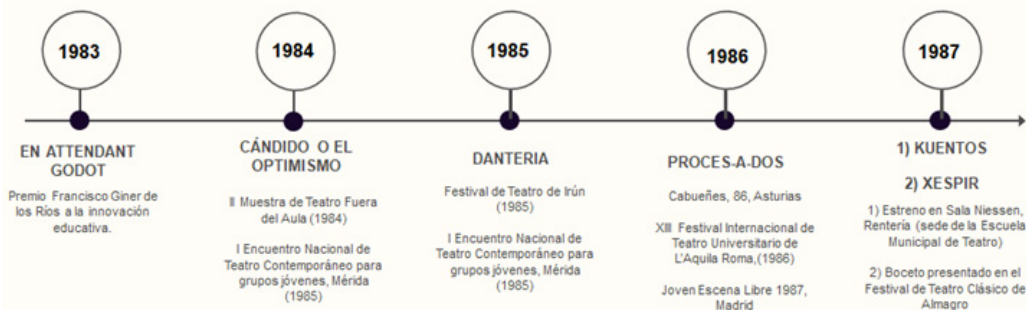 1983
1984
1985
1986
1987
EN ATTENDANT
GODOT
Premio Francisco Giner de
los Ríos a la innovación
educativa.
CÁNDIDO O EL
OPTIMISMO
II Muestra de Teatro Fuera
del Aula (1984)
I Encuentro Nacional de
Teatro Contemporáneo para
grupos jóvenes, Mérida
(1985)
DANTERIA
Festival de Teatro de Irún
(1985)
I Encuentro Nacional de
Teatro Contemporáneo para
grupos jóvenes, Mérida
(1985)
PROCES-A-DOS
Cabueñes, 86, Asturias
XIII Festival Internacional de
Teatro Universitario de
L'Aquila Roma,(1986)
Joven Escena Libre 1987,
Madrid
1) KUENTOS
2) XESPIR
1) Estreno en Sala Niessen,
Rentería (sede de la Escuela
Municipal de Teatro)
2) Boceto presentado en el
Festival de Teatro Clásico de
Almagro